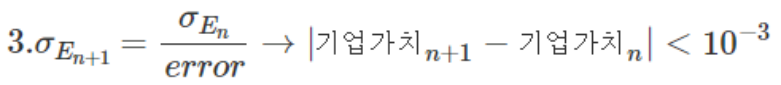 3.σ_{E_{n+1}} = \frac{σ_{E_n}}{error} → |기업가치_{n+1} − 기업가치_n| < 10^{−3}